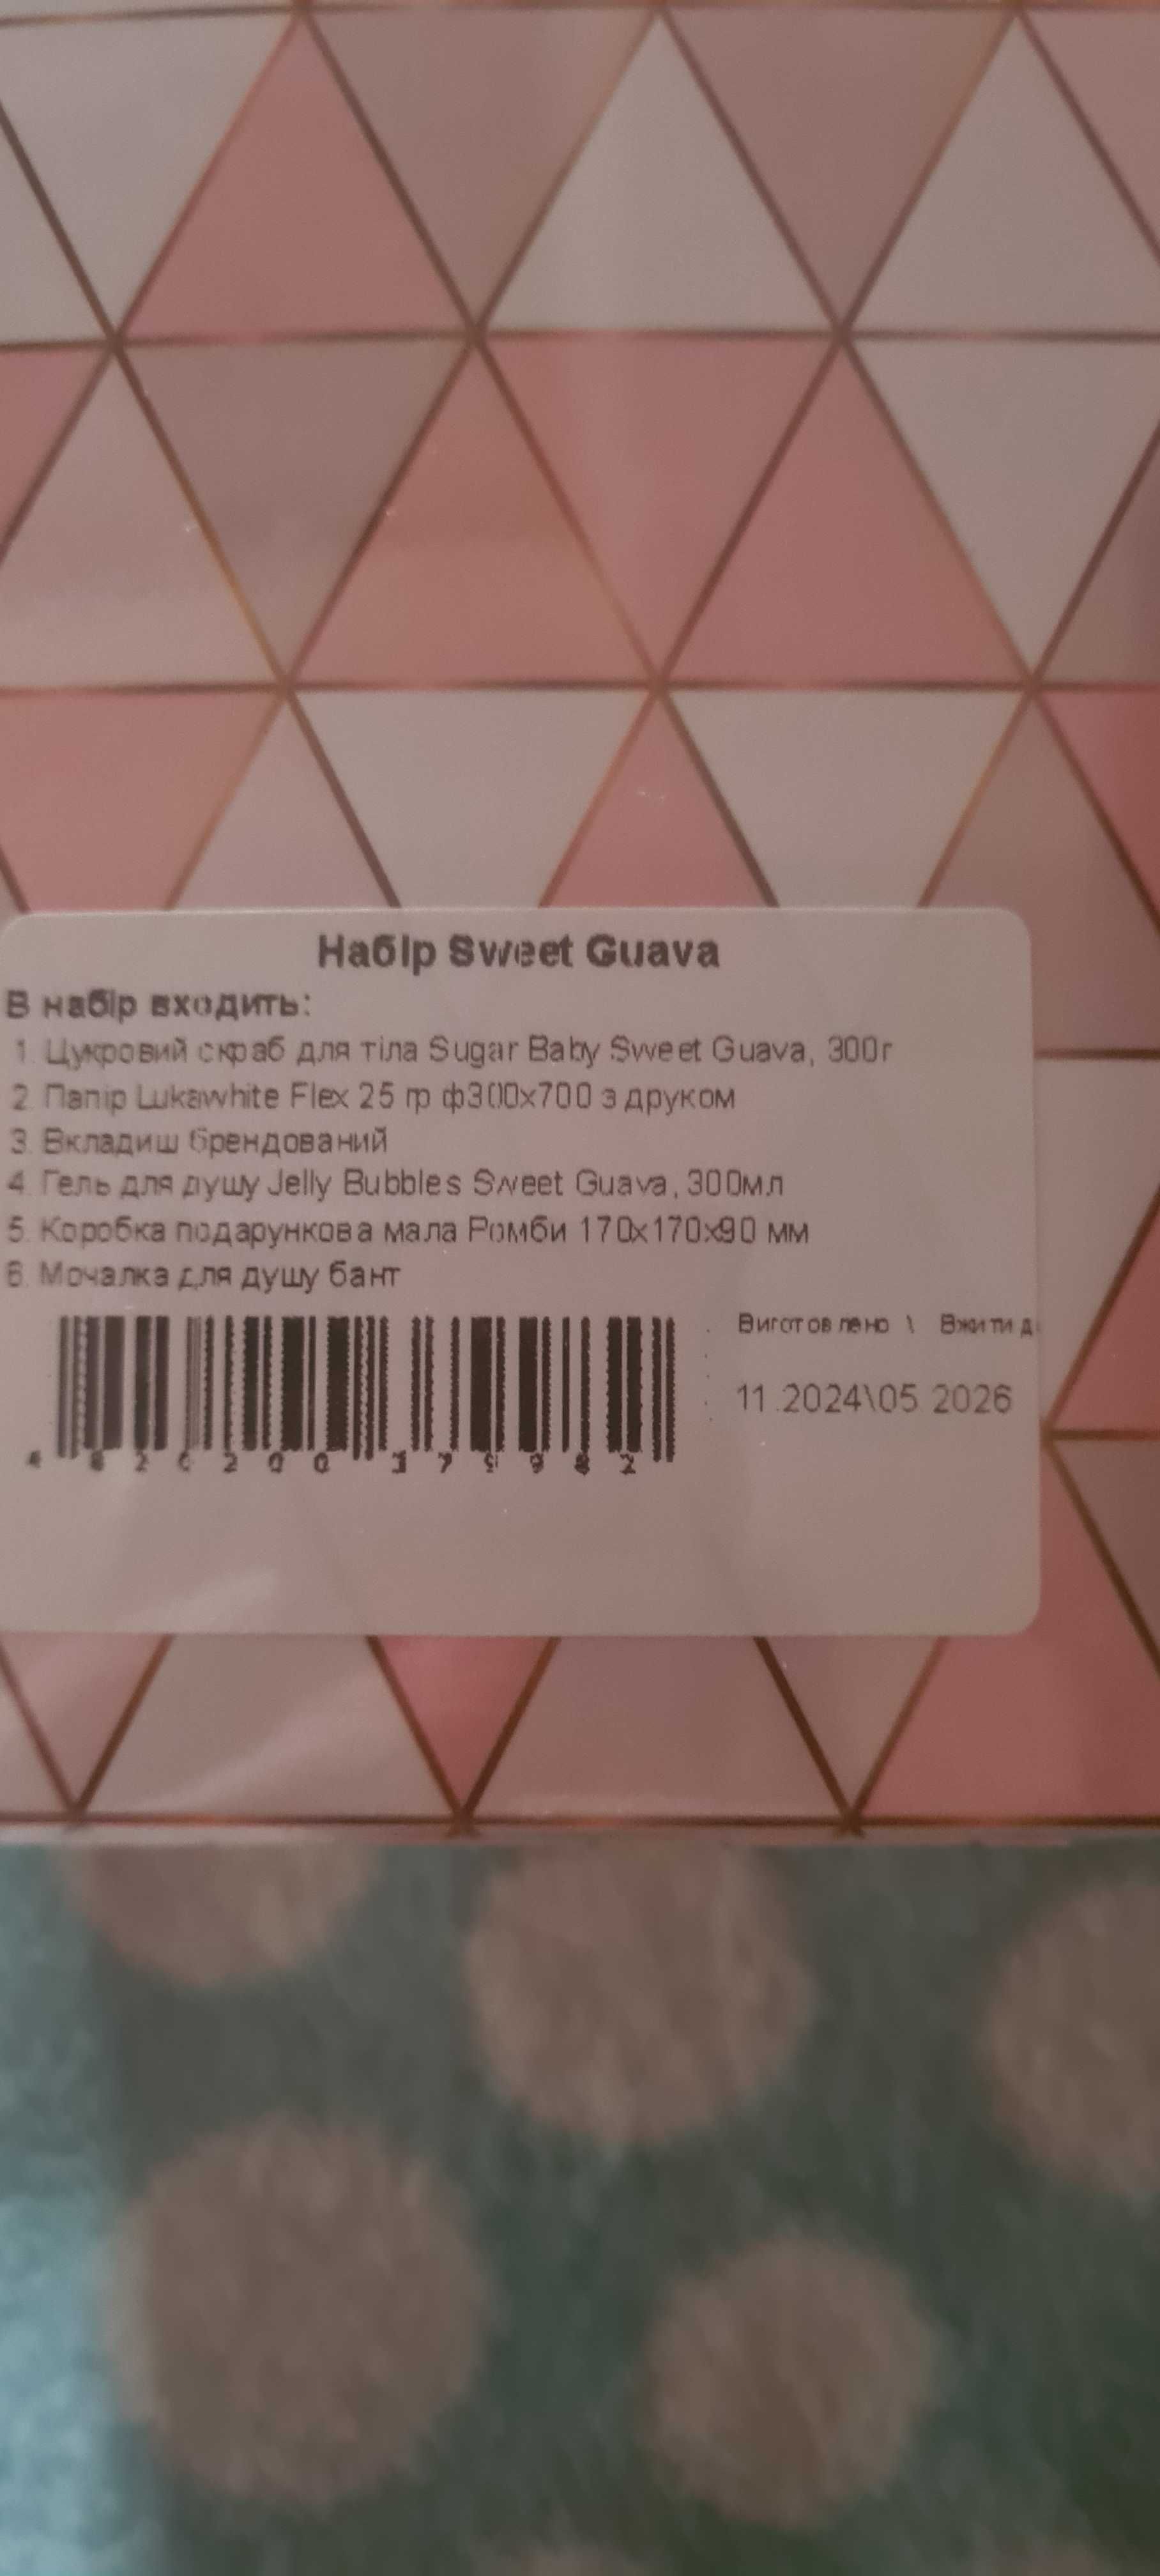 Набір Sweet Guava
В набір входить:
1. Цукровий скраб для тіла Sugar Baby Sweet Guava, 300г
2. Папір Lukawhite Flex 25 гр ф300х700 з друком
3. Вкладиш брендований
4. Гель для душу Jelly Bubbles Sweet Guava, 300мл
5. Коробка подарункова мала Ромби 170х170х90 мм
6. Мочалка для душу бант
Виготовлено \ Вжити д
11.2024\05.2026